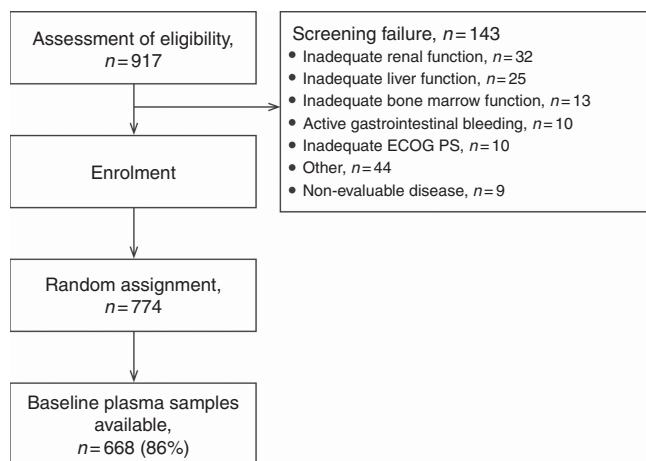 Assessment of eligibility,
n=917
Screening failure, n=143
• Inadequate renal function, n=32
• Inadequate liver function, n=25
• Inadequate bone marrow function, n=13
• Active gastrointestinal bleeding, n=10
• Inadequate ECOG PS, n=10
• Other, n=44
• Non-evaluable disease, n=9
Enrolment
Random assignment,
n=774
Baseline plasma samples
available,
n=668 (86%)